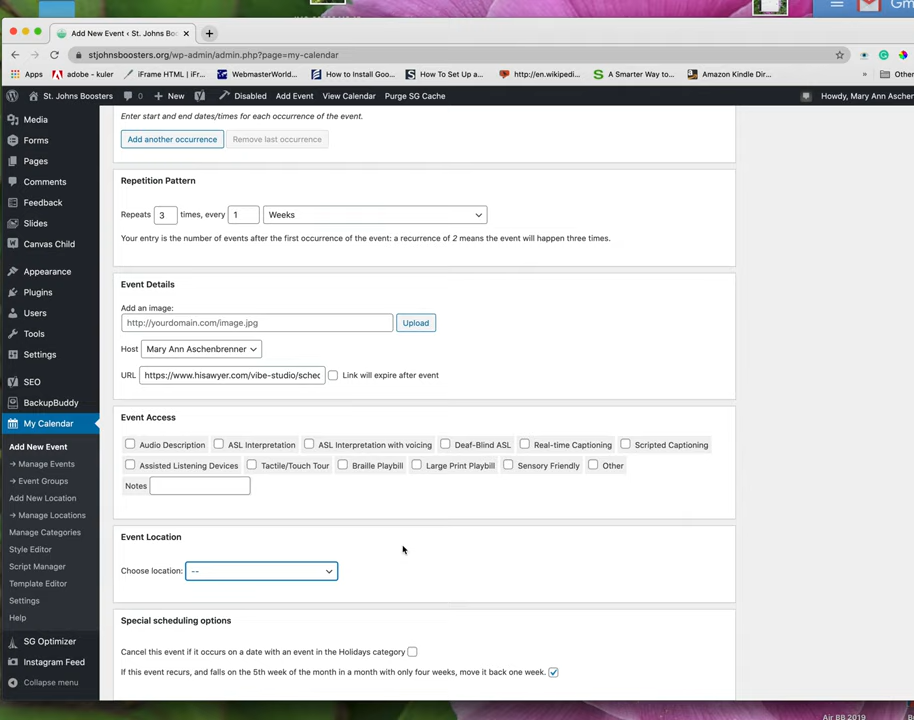 Gm
Add New Event ‹ St. Johns Boo
stjohnsboosters.org/wp-admin/admin.php?page=my-calendar
Apps adobe - kuler iFrame HTML | iFr... WebmasterWorld... How to Install Goo... How To Set Up a... http://en.wikipedi... A Smarter Way to... Amazon Kindle Dir... » Other
St. Johns Boosters 0 + New Disabled Add Event View Calendar Purge SG Cache Howdy, Mary Ann Aschen
Media
Forms
Pages
Comments
Feedback
Slides
Canvas Child
Appearance
Plugins
Users
Tools
Settings
SEO
BackupBuddy
My Calendar
Add New Event
→ Manage Events
→ Event Groups
Add New Location
→ Manage Locations
Manage Categories
Style Editor
Script Manager
Template Editor
Settings
Help
SG Optimizer
Instagram Feed
Collapse menu
Enter start and end dates/times for each occurrence of the event.
Add another occurrence Remove last occurrence
Repetition Pattern
Repeats 3 times, every 1 Weeks
Your entry is the number of events after the first occurrence of the event: a recurrence of 2 means the event will happen three times.
Event Details
Add an image:
http://yourdomain.com/image.jpg Upload
Host Mary Ann Aschenbrenner
URL https://www.hisawyer.com/vibe-studio/sched Link will expire after event
Event Access
Audio Description ASL Interpretation ASL Interpretation with voicing Deaf-Blind ASL Real-time Captioning Scripted Captioning
Assisted Listening Devices Tactile/Touch Tour Braille Playbill Large Print Playbill Sensory Friendly Other
Notes
Event Location
Choose location: --
Special scheduling options
Cancel this event if it occurs on a date with an event in the Holidays category
If this event recurs, and falls on the 5th week of the month in a month with only four weeks, move it back one week.
Air BB 2019